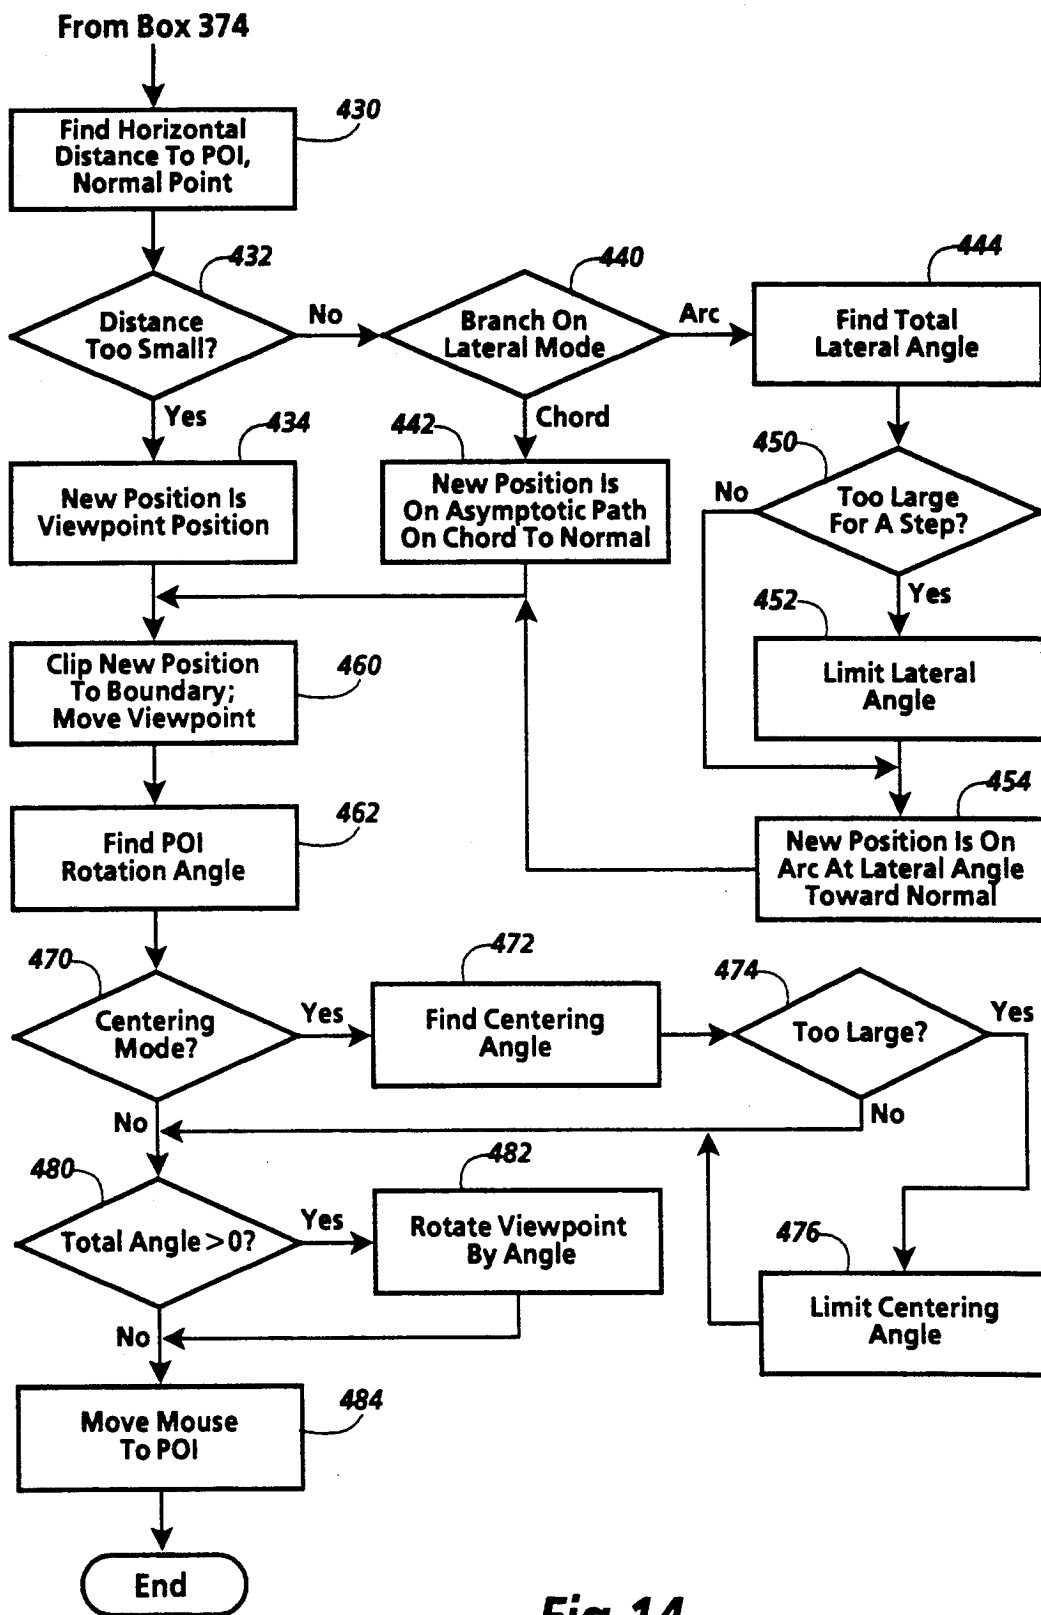 From Box 374
430
Find Horizontal
Distance To POI,
Normal Point
432
Distance
Too Small?
No
Yes
440
Branch On
Lateral Mode
Arc
Chord
444
Find Total
Lateral Angle
434
New Position Is
Viewpoint Position
442
New Position Is
On Asymptotic Path
On Chord To Normal
450
Too Large
For A Step?
No
Yes
452
Limit Lateral
Angle
454
New Position Is On
Arc At Lateral Angle
Toward Normal
460
Clip New Position
To Boundary;
Move Viewpoint
462
Find POI
Rotation Angle
470
Centering
Mode?
Yes
No
472
Find Centering
Angle
474
Too Large?
Yes
No
476
Limit Centering
Angle
480
Total Angle >0?
Yes
No
482
Rotate Viewpoint
By Angle
484
Move Mouse
To POI
End
Fig. 14